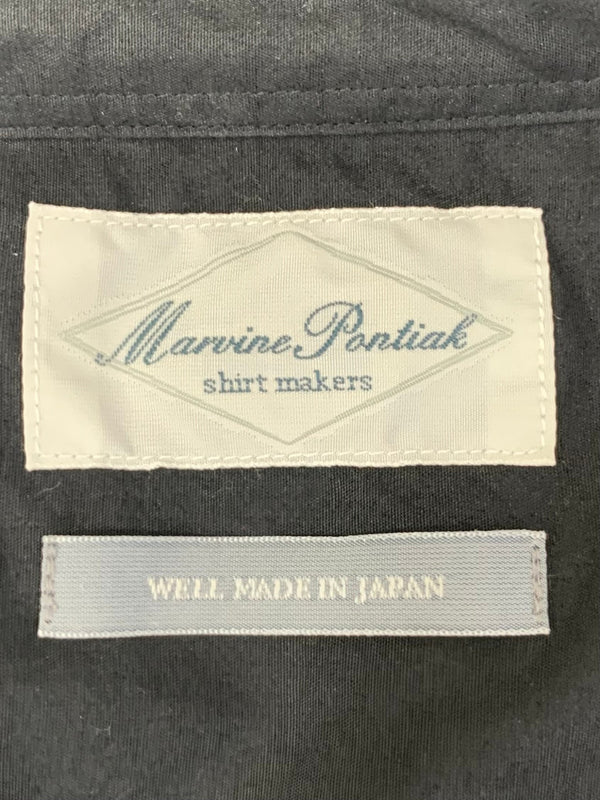 Marvine Pontiak
shirt makers
WELL MADE IN JAPAN